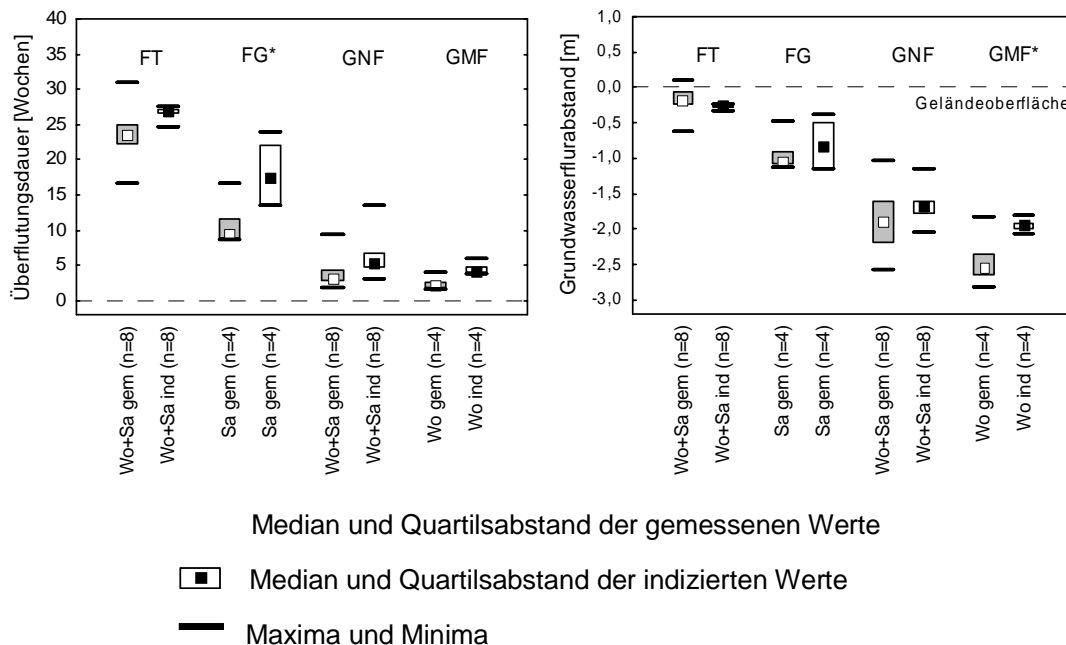 Überflutungsdauer [Wochen]
40
35
30
25
20
15
10
5
0
FT
FG*
GNF
GMF
Wo+Sa gem (n=8)
Wo+Sa ind (n=8)
Sa gem (n=4)
Sa gem (n=4)
Wo+Sa gem (n=8)
Wo+Sa ind (n=8)
Wo gem (n=4)
Wo ind (n=4)
Grundwasserflurabstand [m]
1,0
0,5
0,0
-0,5
-1,0
-1,5
-2,0
-2,5
-3,0
FT
FG
GNF
GMF*
Geländeoberfläche
Wo+Sa gem (n=8)
Wo+Sa ind (n=8)
Sa gem (n=4)
Sa gem (n=4)
Wo+Sa gem (n=8)
Wo+Sa ind (n=8)
Wo gem (n=4)
Wo ind (n=4)
Median und Quartilsabstand der gemessenen Werte
Median und Quartilsabstand der indizierten Werte
Maxima und Minima